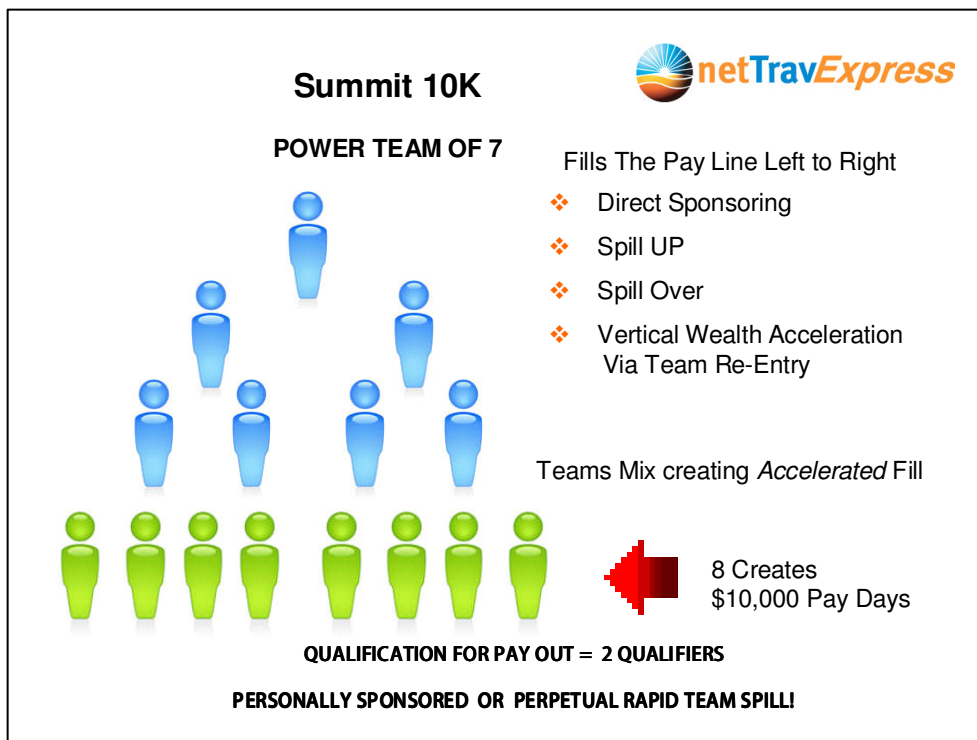 netTravExpress
Summit 10K
POWER TEAM OF 7
Fills The Pay Line Left to Right
Direct Sponsoring
Spill UP
Spill Over
Vertical Wealth Acceleration
Via Team Re-Entry
Teams Mix creating Accelerated Fill
8 Creates
$10,000 Pay Days
QUALIFICATION FOR PAY OUT = 2 QUALIFIERS
PERSONALLY SPONSORED OR PERPETUAL RAPID TEAM SPILL!